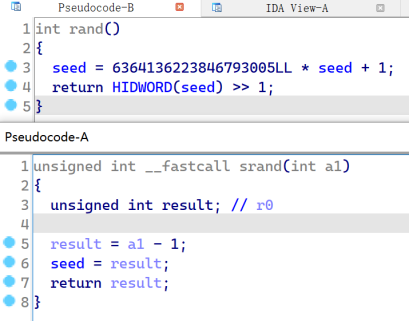 Pseudocode-B IDA View-A
1 int rand()
2 {
3 seed = 6364136223846793005LL * seed + 1;
4 return HIDWORD(seed) >> 1;
5 }
Pseudocode-A
1 unsigned int __fastcall srand(int a1)
2 {
3 unsigned int result; // r0
4
5 result = a1 - 1;
6 seed = result;
7 return result;
8 }